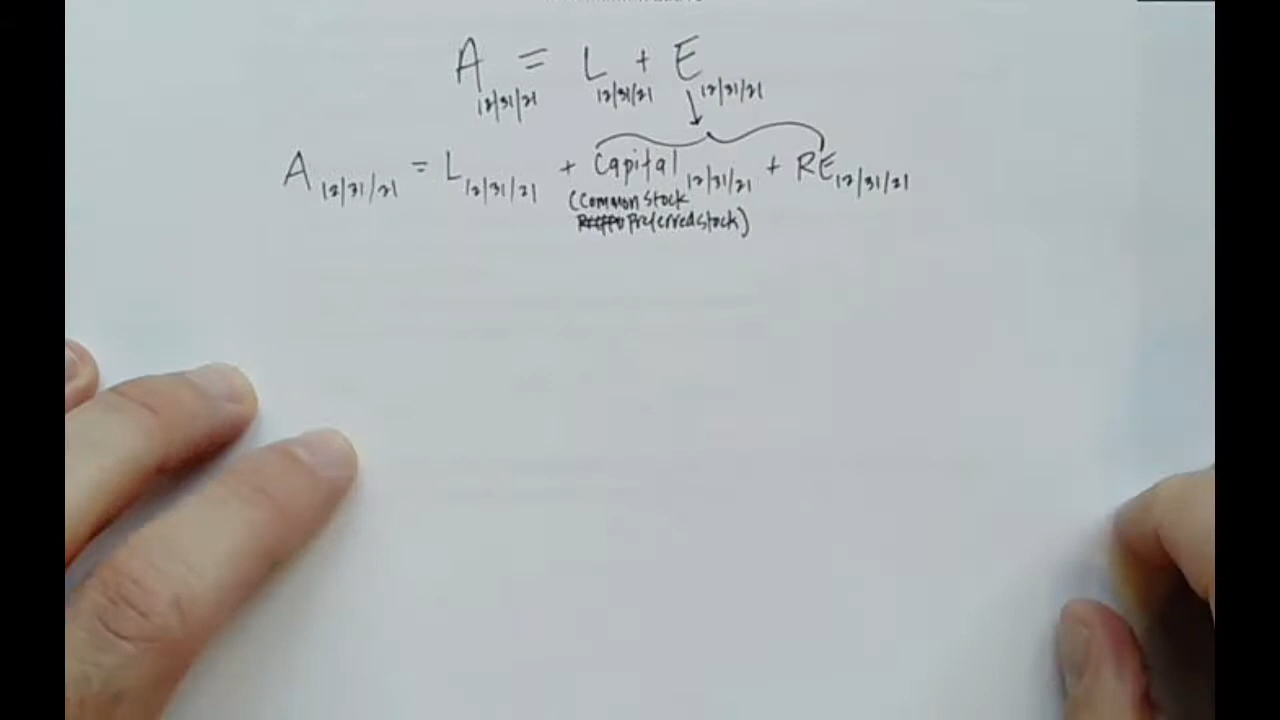 A 12/31/21 = L 12/31/21 + E 12/31/21
A 12/31/21 = L 12/31/21 + Capital 12/31/21 + RE 12/31/21
(Common Stock
Preferred stock)